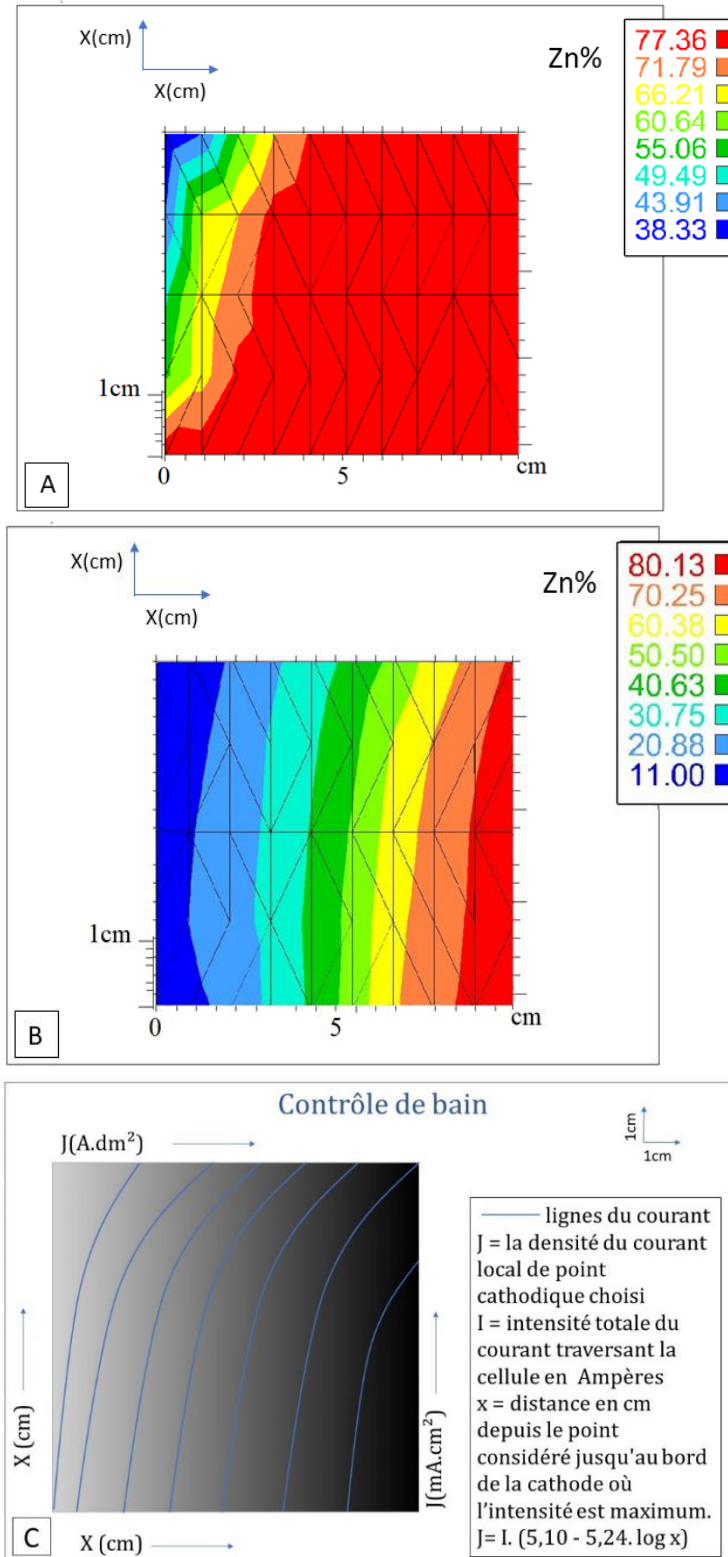 X(cm)
X(cm)
Zn%
77.36
71.79
66.21
60.64
55.06
49.49
43.91
38.33
1cm
0 5 cm
A
X(cm)
X(cm)
Zn%
80.13
70.25
60.38
50.50
40.63
30.75
20.88
11.00
1cm
0 5 cm
B
Contrôle de bain
J(A.dm²)
1cm
1cm
X (cm)
J(mA.cm²)
X (cm)
C
lignes du courant
J = la densité du courant
local de point
cathodique choisi
I = intensité totale du
courant traversant la
cellule en Ampères
x = distance en cm
depuis le point
considéré jusqu'au bord
de la cathode où
l'intensité est maximum.
J= I. (5,10 - 5,24. log x)